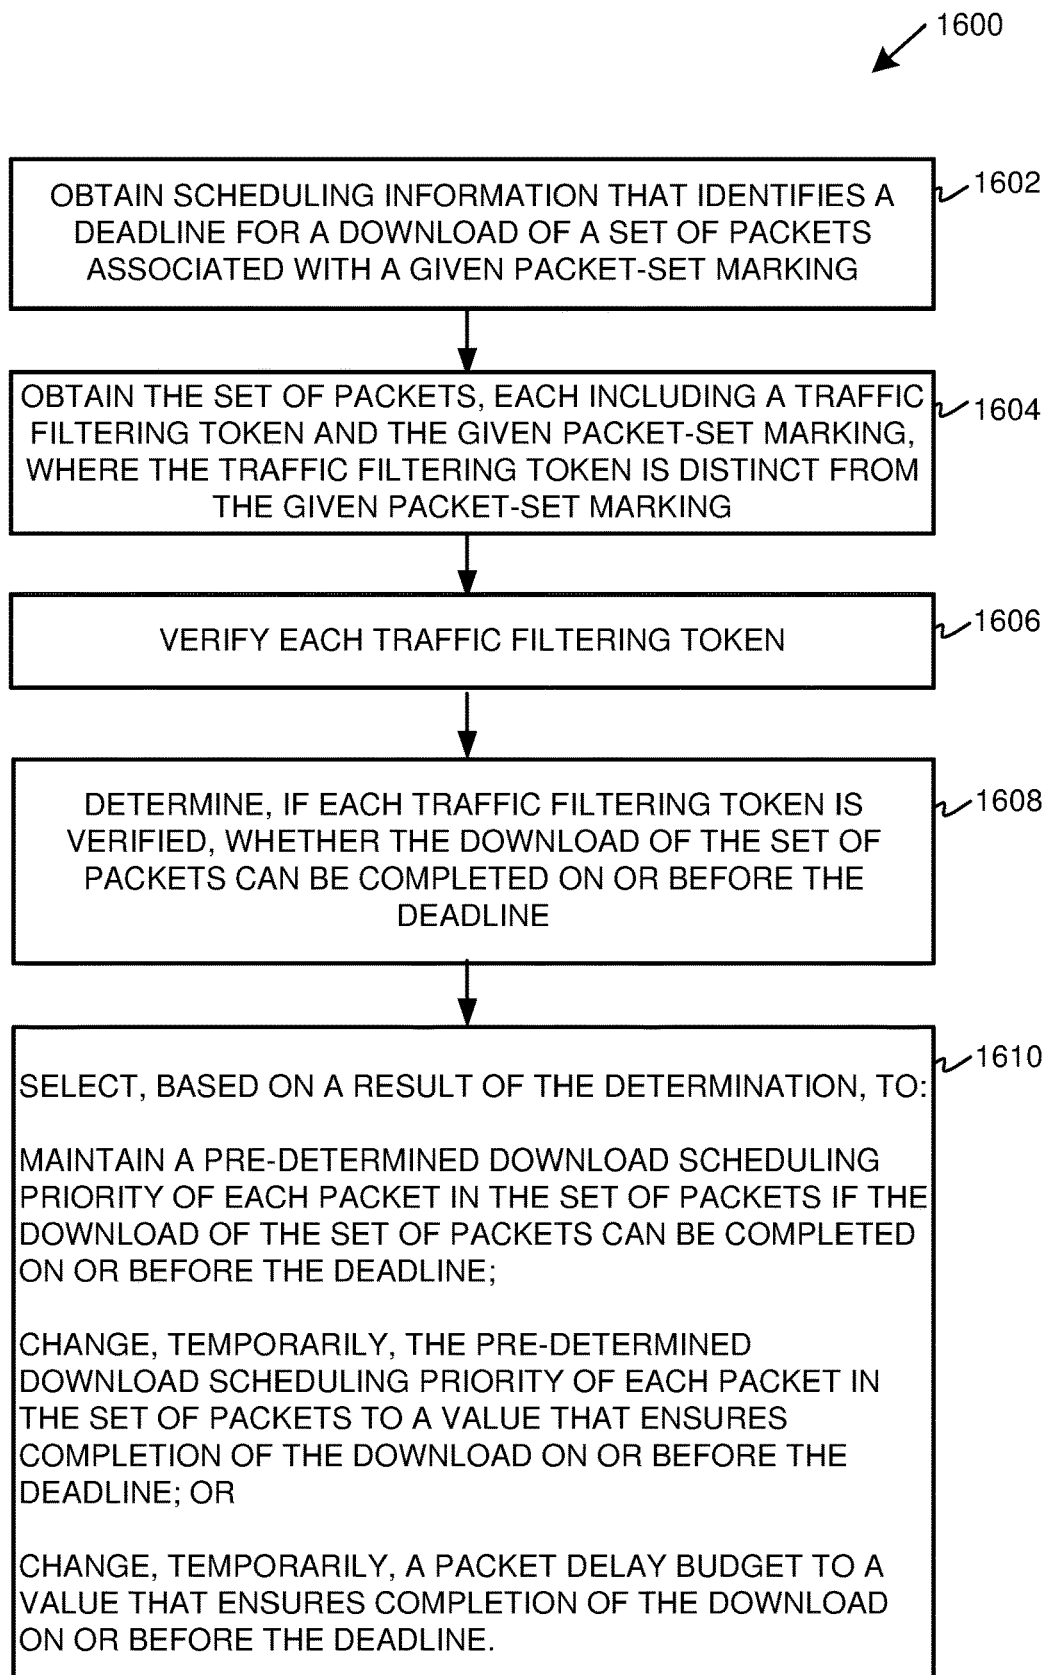 1600
OBTAIN SCHEDULING INFORMATION THAT IDENTIFIES A
DEADLINE FOR A DOWNLOAD OF A SET OF PACKETS
ASSOCIATED WITH A GIVEN PACKET-SET MARKING
1602
OBTAIN THE SET OF PACKETS, EACH INCLUDING A TRAFFIC
FILTERING TOKEN AND THE GIVEN PACKET-SET MARKING,
WHERE THE TRAFFIC FILTERING TOKEN IS DISTINCT FROM
THE GIVEN PACKET-SET MARKING
1604
VERIFY EACH TRAFFIC FILTERING TOKEN
1606
DETERMINE, IF EACH TRAFFIC FILTERING TOKEN IS
VERIFIED, WHETHER THE DOWNLOAD OF THE SET OF
PACKETS CAN BE COMPLETED ON OR BEFORE THE
DEADLINE
1608
SELECT, BASED ON A RESULT OF THE DETERMINATION, TO:
1610
MAINTAIN A PRE-DETERMINED DOWNLOAD SCHEDULING
PRIORITY OF EACH PACKET IN THE SET OF PACKETS IF THE
DOWNLOAD OF THE SET OF PACKETS CAN BE COMPLETED
ON OR BEFORE THE DEADLINE;
CHANGE, TEMPORARILY, THE PRE-DETERMINED
DOWNLOAD SCHEDULING PRIORITY OF EACH PACKET IN
THE SET OF PACKETS TO A VALUE THAT ENSURES
COMPLETION OF THE DOWNLOAD ON OR BEFORE THE
DEADLINE; OR
CHANGE, TEMPORARILY, A PACKET DELAY BUDGET TO A
VALUE THAT ENSURES COMPLETION OF THE DOWNLOAD
ON OR BEFORE THE DEADLINE.